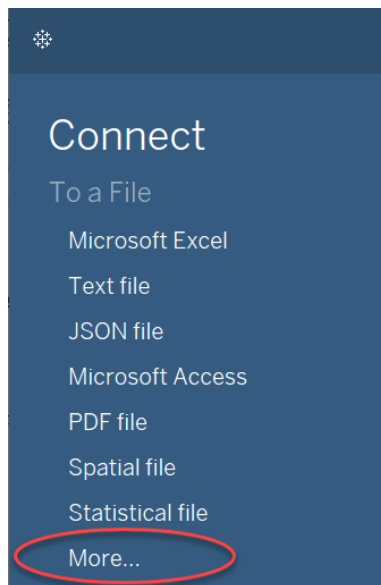 Connect
To a File
Microsoft Excel
Text file
JSON file
Microsoft Access
PDF file
Spatial file
Statistical file
More...